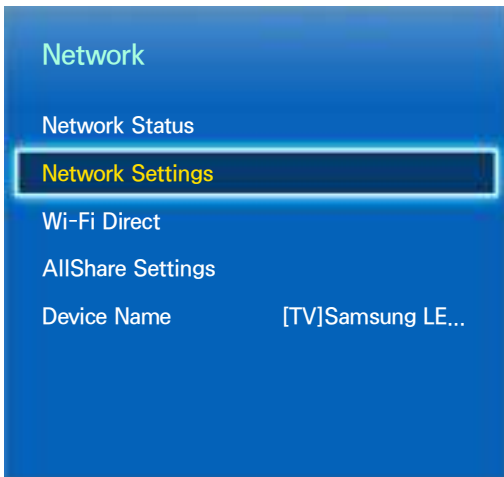 Network
Network Status
Network Settings
Wi-Fi Direct
AllShare Settings
Device Name [TV]Samsung LE...